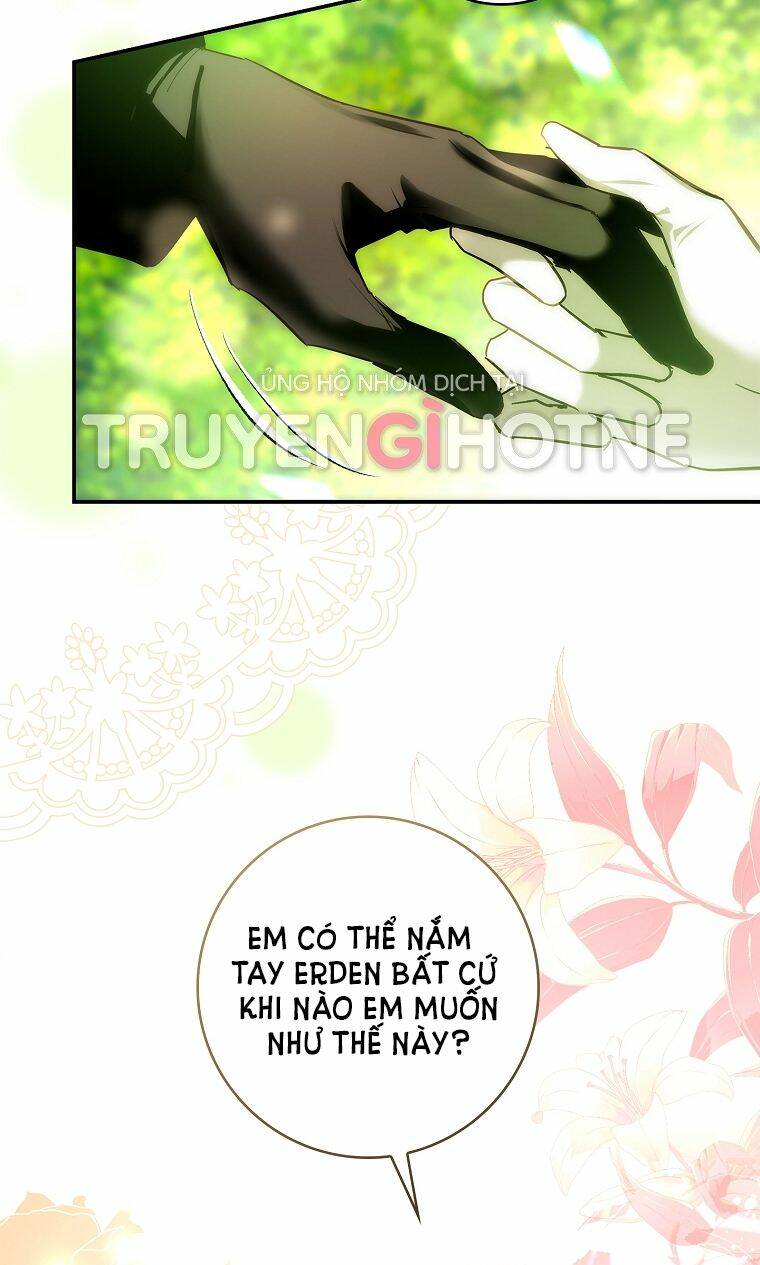 ỦNG HỘ NHÓM DỊCH TẠI
TRUYENGIHOTNE
EM CÓ THỂ NẮM
TAY ERDEN BẤT CỨ
KHI NÀO EM MUỐN
NHƯ THẾ NÀY?